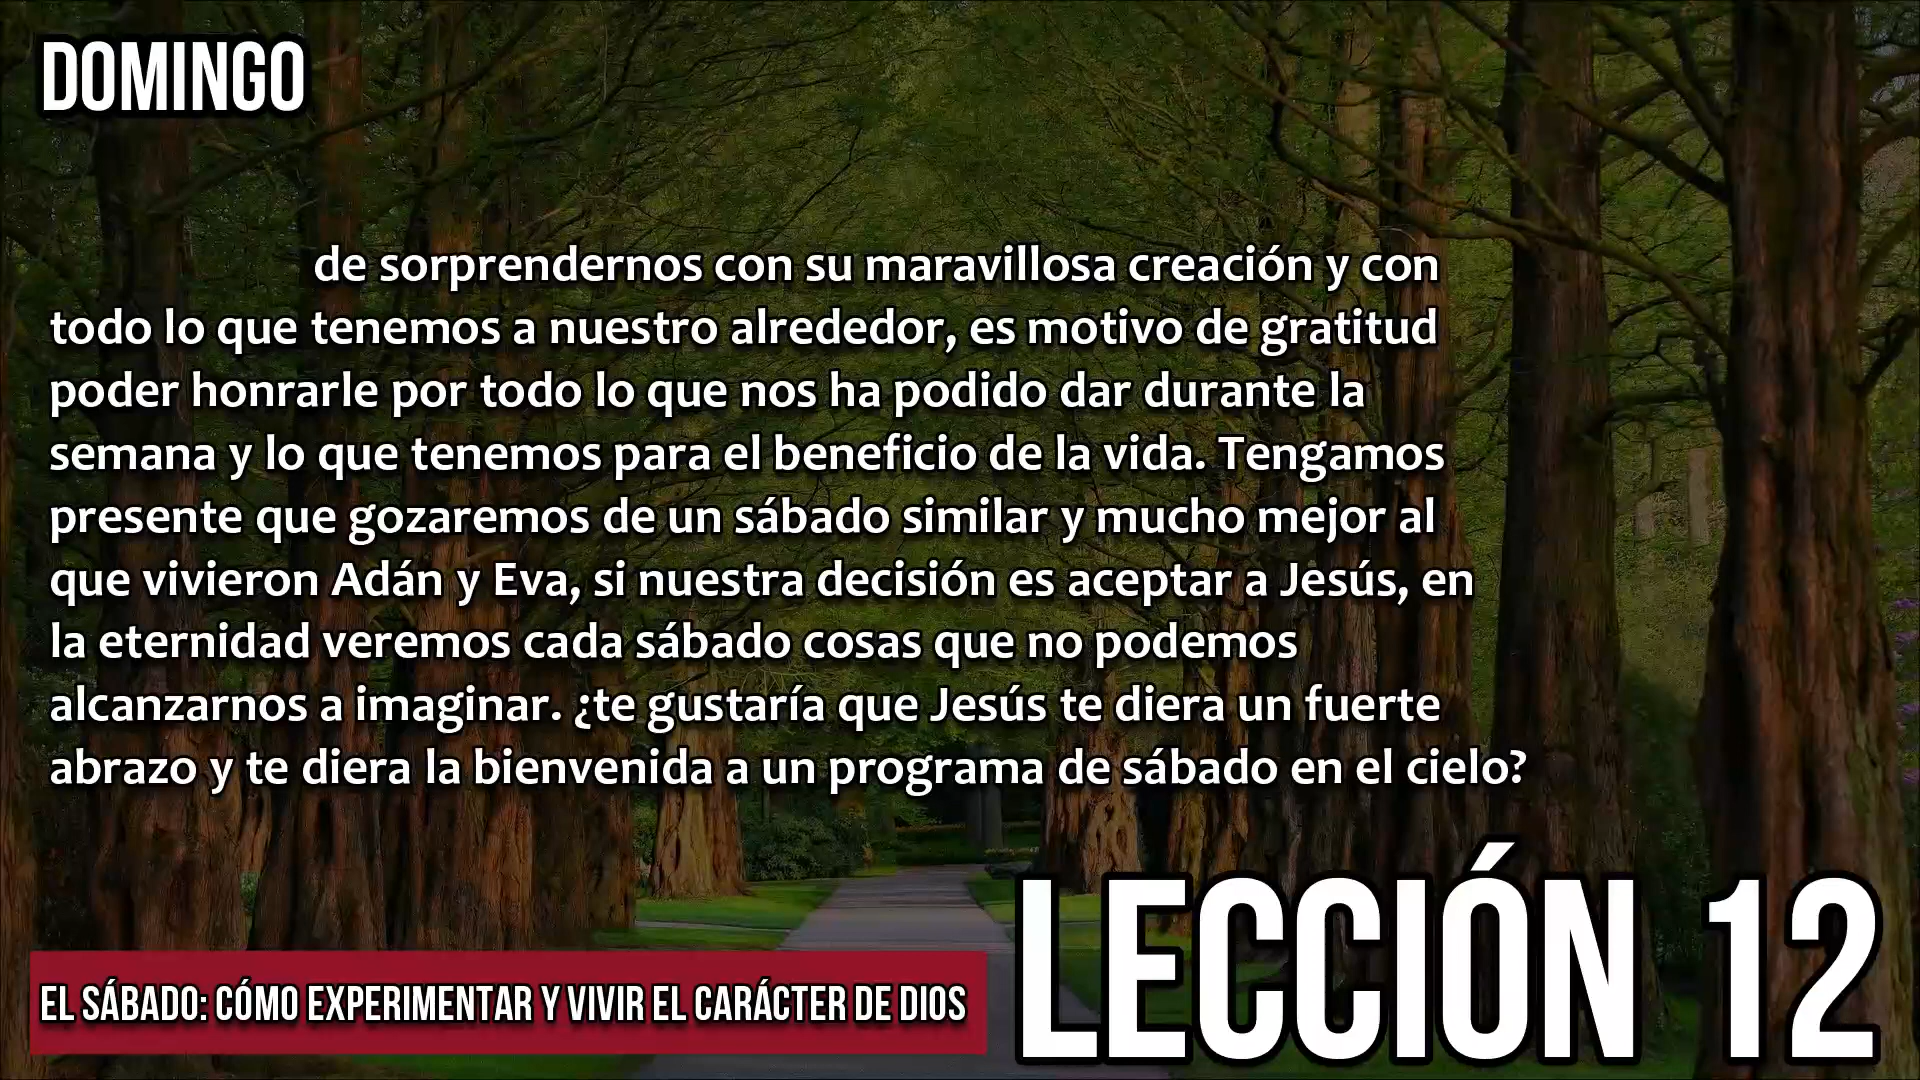 DOMINGO
de sorprendernos con su maravillosa creación y con
todo lo que tenemos a nuestro alrededor, es motivo de gratitud
poder honrarle por todo lo que nos ha podido dar durante la
semana y lo que tenemos para el beneficio de la vida. Tengamos
presente que gozaremos de un sábado similar y mucho mejor al
que vivieron Adán y Eva, si nuestra decisión es aceptar a Jesús, en
la eternidad veremos cada sábado cosas que no podemos
alcanzarnos a imaginar. ¿te gustaría que Jesús te diera un fuerte
abrazo y te diera la bienvenida a un programa de sábado en el cielo?
EL SÁBADO: CÓMO EXPERIMENTAR Y VIVIR EL CARÁCTER DE DIOS
LECCIÓN 12